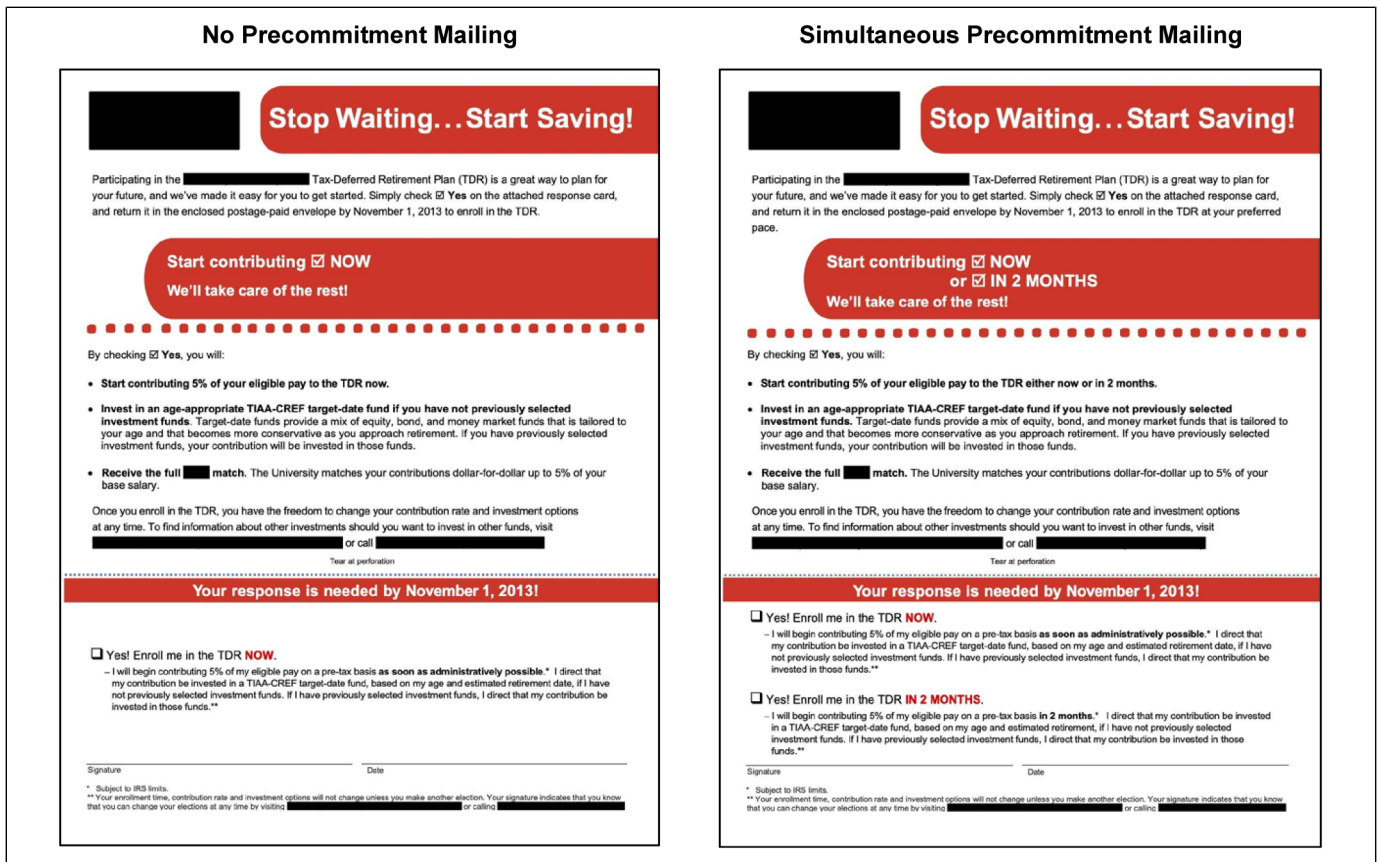 No Precommitment Mailing
Stop Waiting…Start Saving!
Participating in the Tax-Deferred Retirement Plan (TDR) is a great way to plan for
your future, and we've made it easy for you to get started. Simply check ☑ Yes on the attached response card,
and return it in the enclosed postage-paid envelope by November 1, 2013 to enroll in the TDR.
Start contributing ☑ NOW
We'll take care of the rest!
By checking ☑ Yes, you will:
• Start contributing 5% of your eligible pay to the TDR now.
• Invest in an age-appropriate TIAA-CREF target-date fund if you have not previously selected
investment funds. Target-date funds provide a mix of equity, bond, and money market funds that is tailored to
your age and that becomes more conservative as you approach retirement. If you have previously selected
investment funds, your contribution will be invested in those funds.
• Receive the full match. The University matches your contributions dollar-for-dollar up to 5% of your
base salary.
Once you enroll in the TDR, you have the freedom to change your contribution rate and investment options
at any time. To find information about other investments should you want to invest in other funds, visit
or call
Tear at perforation
Your response is needed by November 1, 2013!
☐ Yes! Enroll me in the TDR NOW.
– I will begin contributing 5% of my eligible pay on a pre-tax basis as soon as administratively possible.* I direct that
my contribution be invested in a TIAA-CREF target-date fund, based on my age and estimated retirement date, if I have
not previously selected investment funds. If I have previously selected investment funds, I direct that my contribution be
invested in those funds.**
Signature Date
* Subject to IRS limits.
** Your enrollment time, contribution rate and investment options will not change unless you make another election. Your signature indicates that you know
that you can change your elections at any time by visiting or calling
Simultaneous Precommitment Mailing
Stop Waiting…Start Saving!
Participating in the Tax-Deferred Retirement Plan (TDR) is a great way to plan for
your future, and we've made it easy for you to get started. Simply check ☑ Yes on the attached response card,
and return it in the enclosed postage-paid envelope by November 1, 2013 to enroll in the TDR at your preferred
pace.
Start contributing ☑ NOW
or ☑ IN 2 MONTHS
We'll take care of the rest!
By checking ☑ Yes, you will:
• Start contributing 5% of your eligible pay to the TDR either now or in 2 months.
• Invest in an age-appropriate TIAA-CREF target-date fund if you have not previously selected
investment funds. Target-date funds provide a mix of equity, bond, and money market funds that is tailored to
your age and that becomes more conservative as you approach retirement. If you have previously selected
investment funds, your contribution will be invested in those funds.
• Receive the full match. The University matches your contributions dollar-for-dollar up to 5% of your
base salary.
Once you enroll in the TDR, you have the freedom to change your contribution rate and investment options
at any time. To find information about other investments should you want to invest in other funds, visit
or call
Tear at perforation
Your response is needed by November 1, 2013!
☐ Yes! Enroll me in the TDR NOW.
– I will begin contributing 5% of my eligible pay on a pre-tax basis as soon as administratively possible.* I direct that
my contribution be invested in a TIAA-CREF target-date fund, based on my age and estimated retirement date, if I have
not previously selected investment funds. If I have previously selected investment funds, I direct that my contribution be
invested in those funds.**
☐ Yes! Enroll me in the TDR IN 2 MONTHS.
– I will begin contributing 5% of my eligible pay on a pre-tax basis in 2 months.* I direct that my contribution be invested
in a TIAA-CREF target-date fund, based on my age and estimated retirement, if I have not previously selected
investment funds. If I have previously selected investment funds, I direct that my contribution be invested in those
funds.**
Signature Date
* Subject to IRS limits.
** Your enrollment time, contribution rate and investment options will not change unless you make another election. Your signature indicates that you know
that you can change your elections at any time by visiting or calling